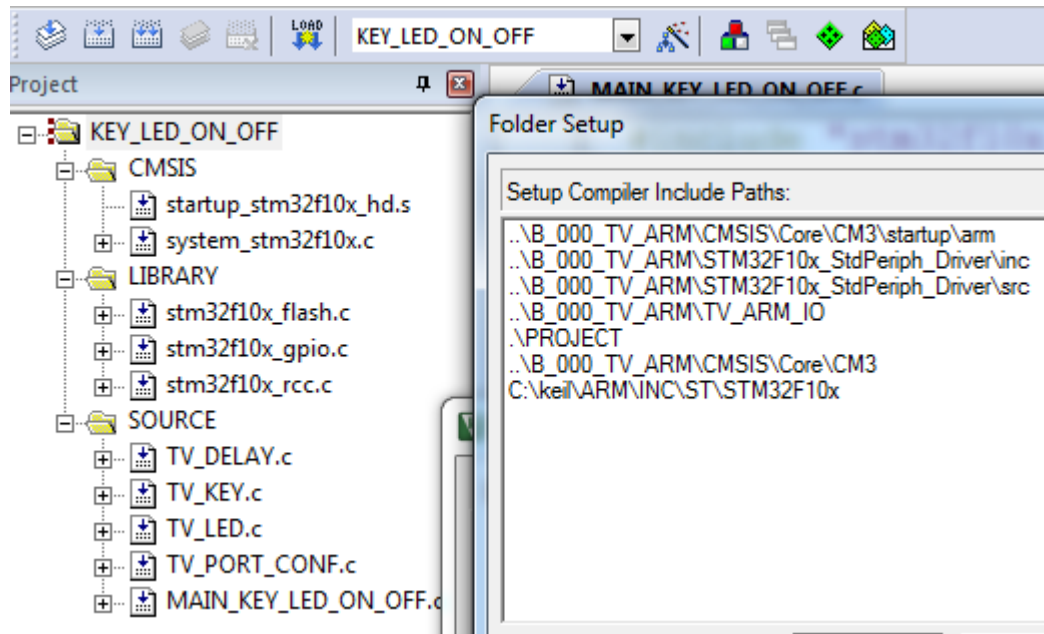 LOAD
KEY_LED_ON_OFF
Project
MAIN_KEY_LED_ON_OFF.c
KEY_LED_ON_OFF
CMSIS
startup_stm32f10x_hd.s
system_stm32f10x.c
LIBRARY
stm32f10x_flash.c
stm32f10x_gpio.c
stm32f10x_rcc.c
SOURCE
TV_DELAY.c
TV_KEY.c
TV_LED.c
TV_PORT_CONF.c
MAIN_KEY_LED_ON_OFF.c
Folder Setup
Setup Compiler Include Paths:
..\B_000_TV_ARM\CMSIS\Core\CM3\startup\arm
..\B_000_TV_ARM\STM32F10x_StdPeriph_Driver\inc
..\B_000_TV_ARM\STM32F10x_StdPeriph_Driver\src
..\B_000_TV_ARM\TV_ARM_IO
.\PROJECT
..\B_000_TV_ARM\CMSIS\Core\CM3
C:\keil\ARM\INC\ST\STM32F10x